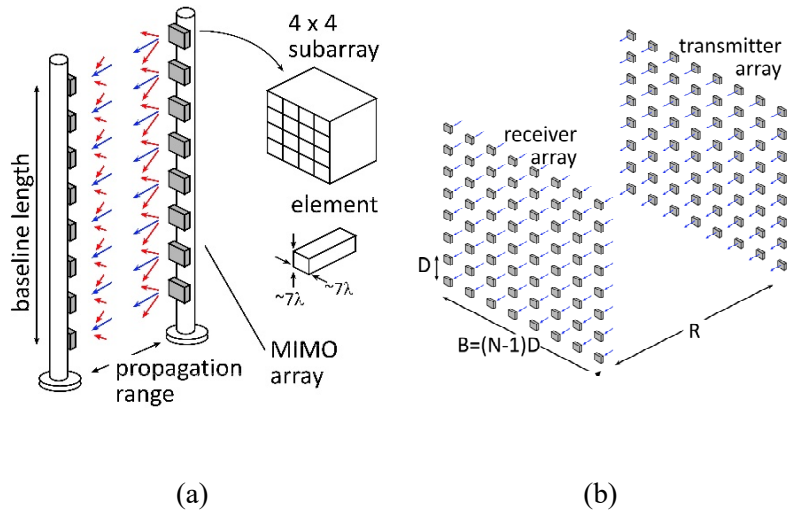 4 x 4
subarray
baseline length
element
~7λ
~7λ
propagation
range
MIMO
array
(a)
transmitter
array
receiver
array
D
B=(N-1)D
R
(b)